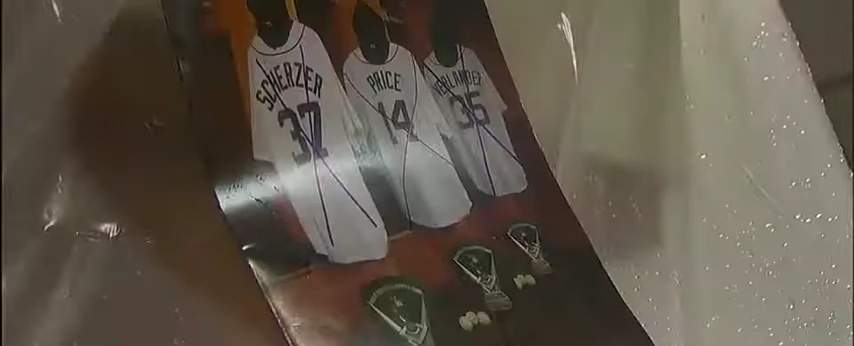 SCHERZER
37
PRICE
14
VERLANDER
35